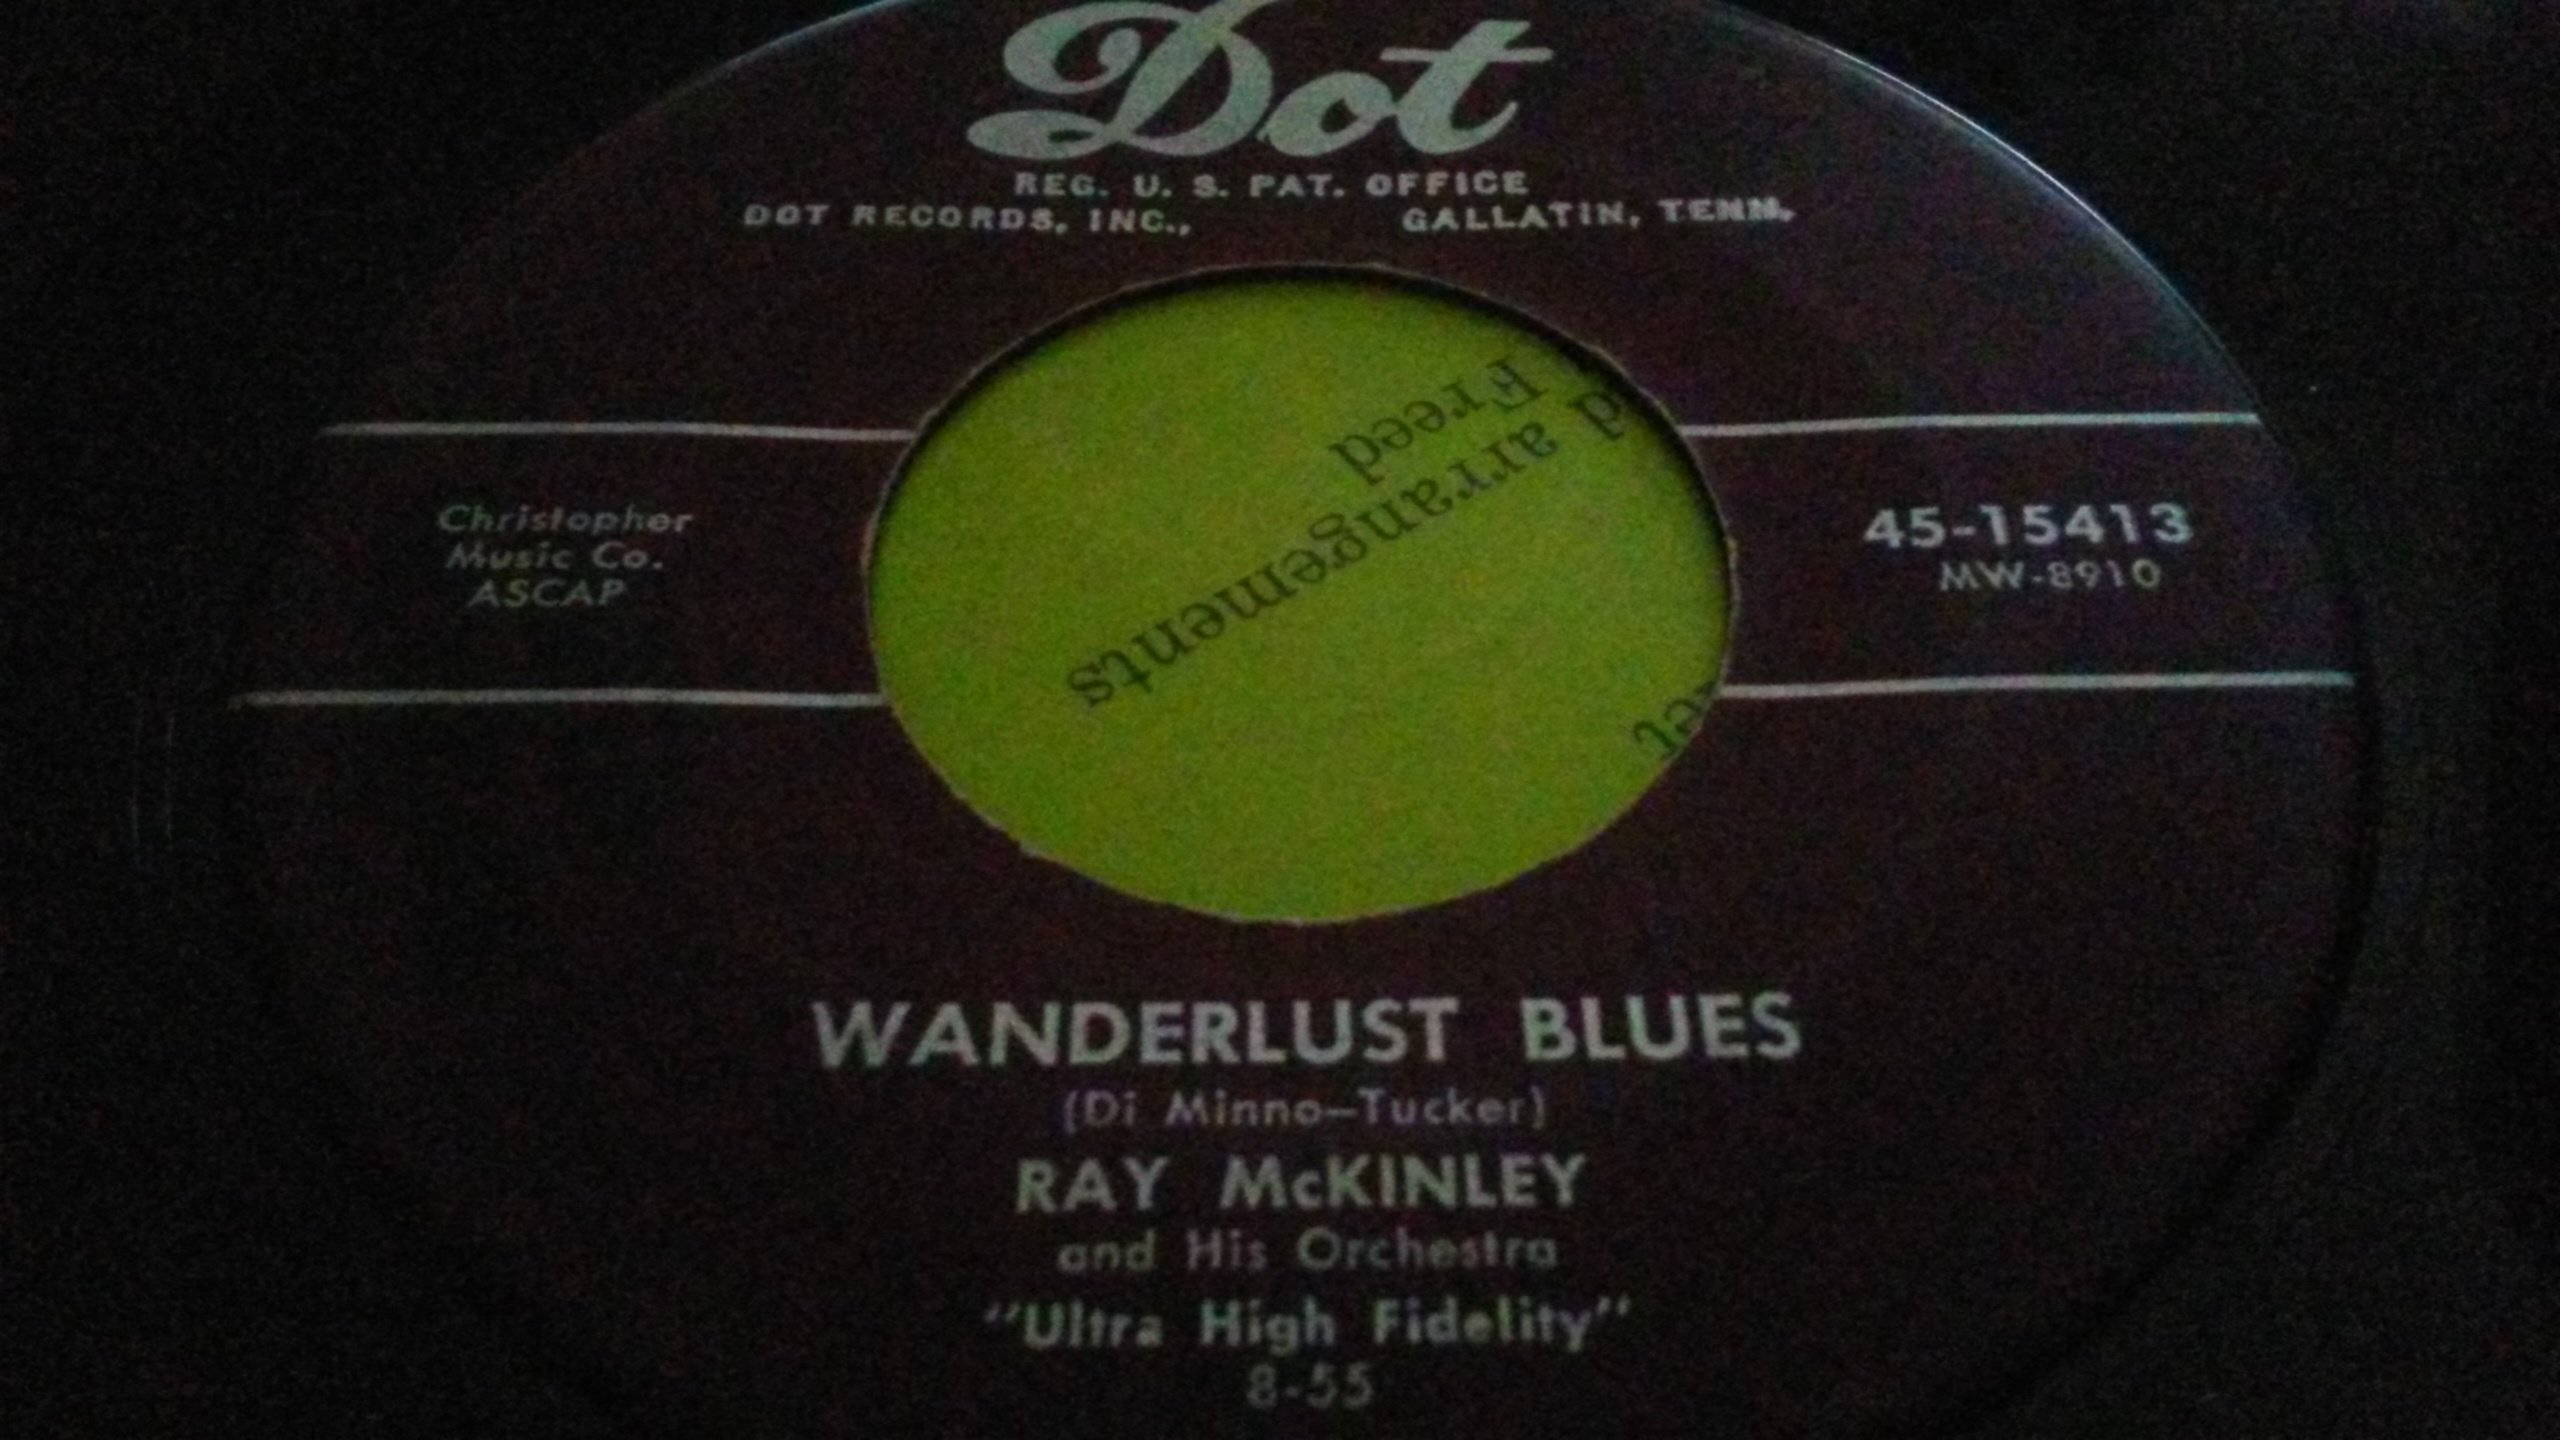 Dot
REG. U. S. PAT. OFFICE
DOT RECORDS, INC., GALLATIN, TENN.
Christopher
Music Co.
ASCAP
45-15413
MW-8910
Freed
d arrangements
et
WANDERLUST BLUES
(Di Minno—Tucker)
RAY McKINLEY
and His Orchestra
"Ultra High Fidelity"
8-55